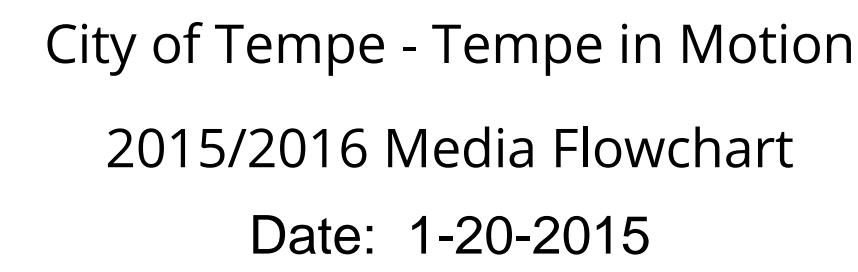 City of Tempe - Tempe in Motion
2015/2016 Media Flowchart
Date: 1-20-2015